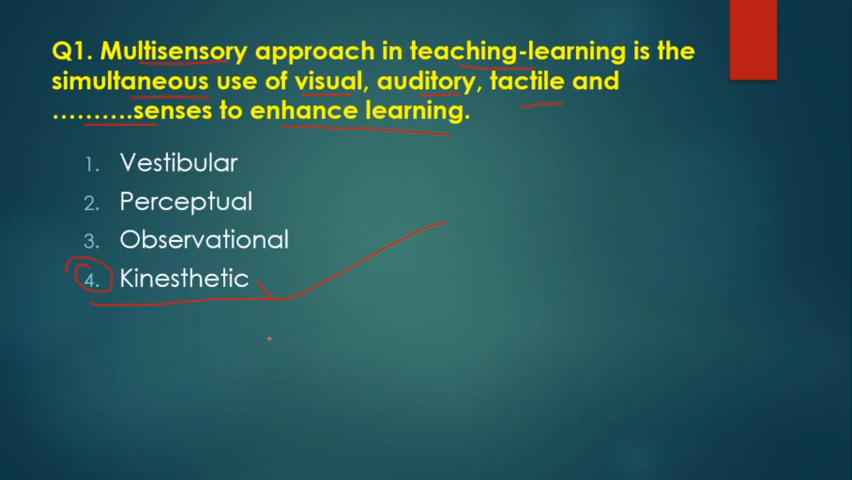 Q1. Multisensory approach in teaching-learning is the
simultaneous use of visual, auditory, tactile and
..........senses to enhance learning.
1. Vestibular
2. Perceptual
3. Observational
4. Kinesthetic